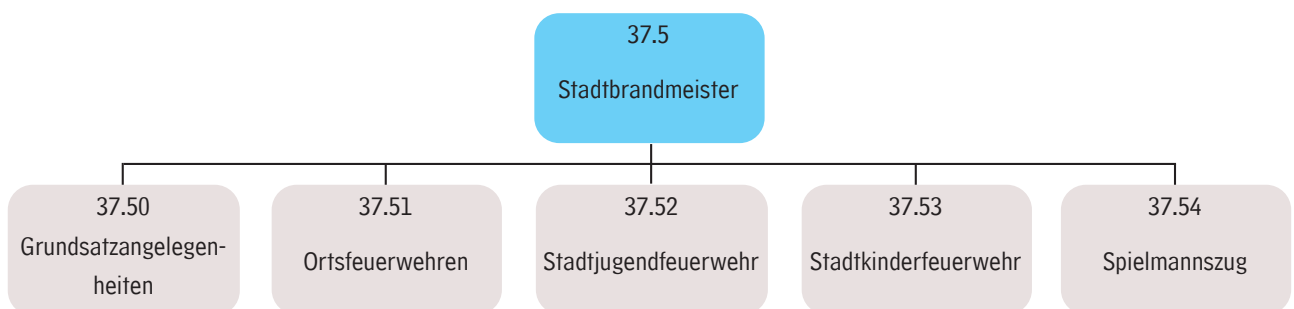 37.5
Stadtbrandmeister
37.50
Grundsatzangelegen-
heiten
37.51
Ortsfeuerwehren
37.52
Stadtjugendfeuerwehr
37.53
Stadtkinderfeuerwehr
37.54
Spielmannszug